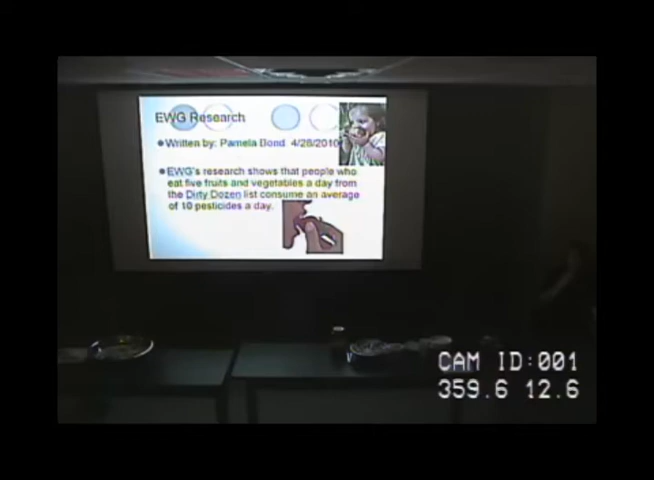 EWG Research
Written by: Pamela Bond 4/28/2010
EWG's research shows that people who
eat five fruits and vegetables a day from
the Dirty Dozen list consume an average
of 10 pesticides a day.
CAM ID:001
359.6 12.6